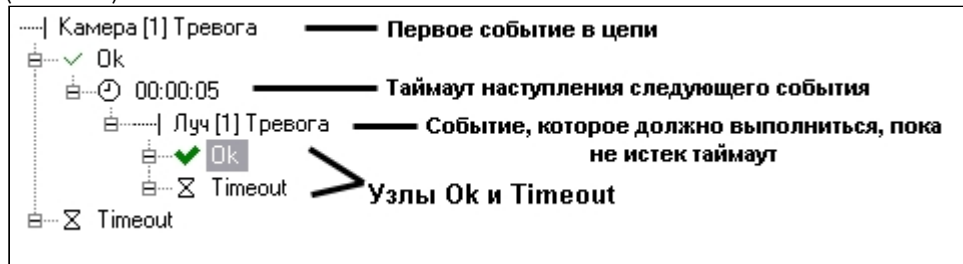 Камера [1] Тревога Первое событие в цепи
Ok
00:00:05 Таймаут наступления следующего события
Луч [1] Тревога Событие, которое должно выполниться, пока
не истек таймаут
Ok
Timeout Узлы Ok и Timeout
Timeout